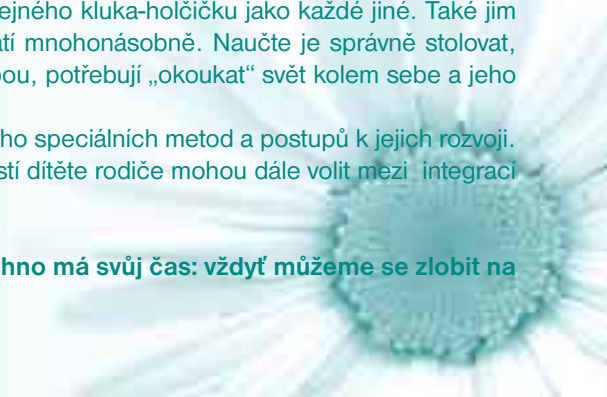 ejného kluka-holčičku jako každé jiné. Také jim
atí mnohonásobně. Naučte je správně stolovat,
bou, potřebují „okoukat“ svět kolem sebe a jeho
ho speciálních metod a postupů k jejich rozvoji.
stí dítěte rodiče mohou dále volit mezi integrací
hno má svůj čas: vždyť můžeme se zlobit na